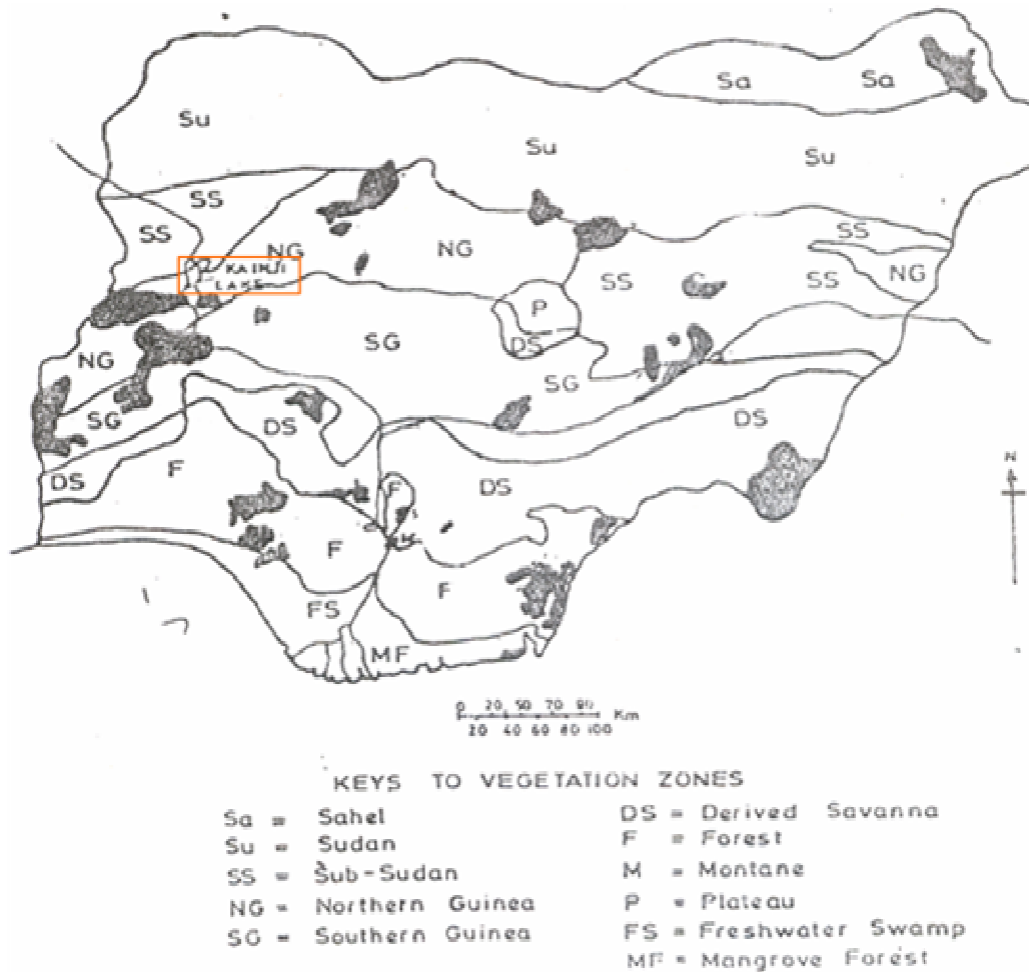 Sa
Sa
Su
Su
Su
SS
SS
SS
NG
NG
KAINJI
LAKE
SS
SS
NG
P
DS
NG
SG
SG
SG
DS
DS
DS
F
F
DS
N
F
F
FS
MF
0 20 50 70 90 Km
20 40 60 80 100
KEYS TO VEGETATION ZONES
Sa = Sahel
Su = Sudan
SS = Sub-Sudan
NG = Northern Guinea
SG = Southern Guinea
DS = Derived Savanna
F = Forest
M = Montane
P = Plateau
FS = Freshwater Swamp
MF = Mangrove Forest